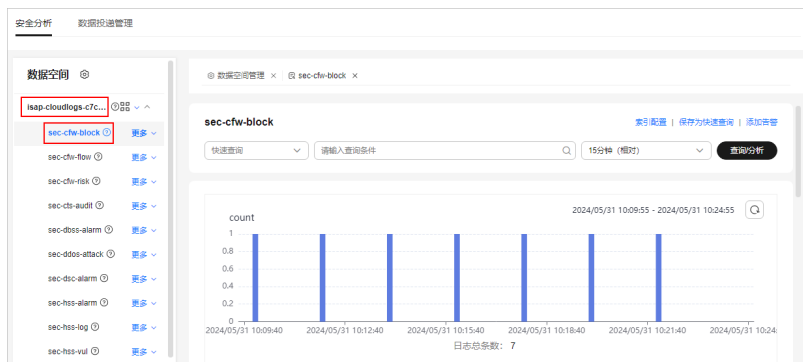 安全分析 数据投递管理
数据空间
数据空间管理 × sec-cfw-block ×
isap-cloudlogs-c7c...
sec-cfw-block 更多
sec-cfw-flow 更多
sec-cfw-risk 更多
sec-cts-audit 更多
sec-dbss-alarm 更多
sec-ddos-attack 更多
sec-dsc-alarm 更多
sec-hss-alarm 更多
sec-hss-log 更多
sec-hss-vul 更多
sec-cfw-block
索引配置 | 保存为快速查询 | 添加告警
快速查询 请输入查询条件 15分钟（相对） 查询/分析
2024/05/31 10:09:55 - 2024/05/31 10:24:55
count
1
0.8
0.6
0.4
0.2
0
2024/05/31 10:09:40 2024/05/31 10:12:40 2024/05/31 10:15:40 2024/05/31 10:18:40 2024/05/31 10:21:40 2024/05/31 10:24:
日志总条数： 7